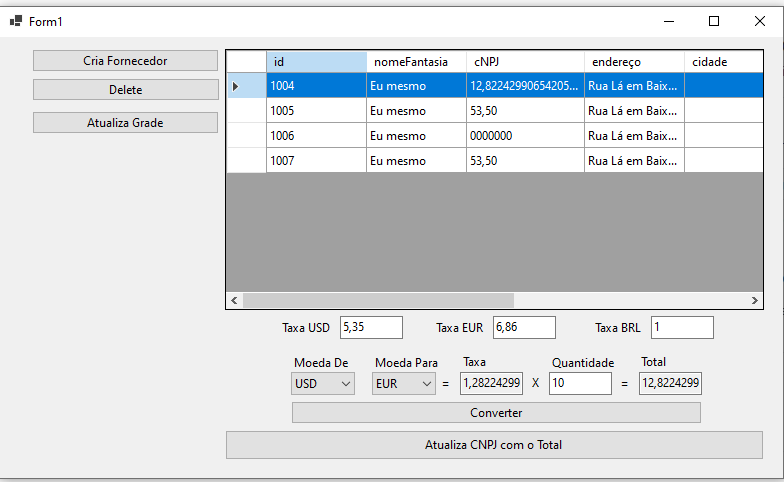 Form1
Cria Fornecedor
Delete
Atualiza Grade
id nomeFantasia cNPJ endereço cidade
1004 Eu mesmo 12,82242990654205... Rua Lá em Baix...
1005 Eu mesmo 53,50 Rua Lá em Baix...
1006 Eu mesmo 0000000 Rua Lá em Baix...
1007 Eu mesmo 53,50 Rua Lá em Baix...
Taxa USD 5,35 Taxa EUR 6,86 Taxa BRL 1
Moeda De Moeda Para Taxa Quantidade Total
USD EUR = 1,28224299 X 10 = 12,8224299
Converter
Atualiza CNPJ com o Total